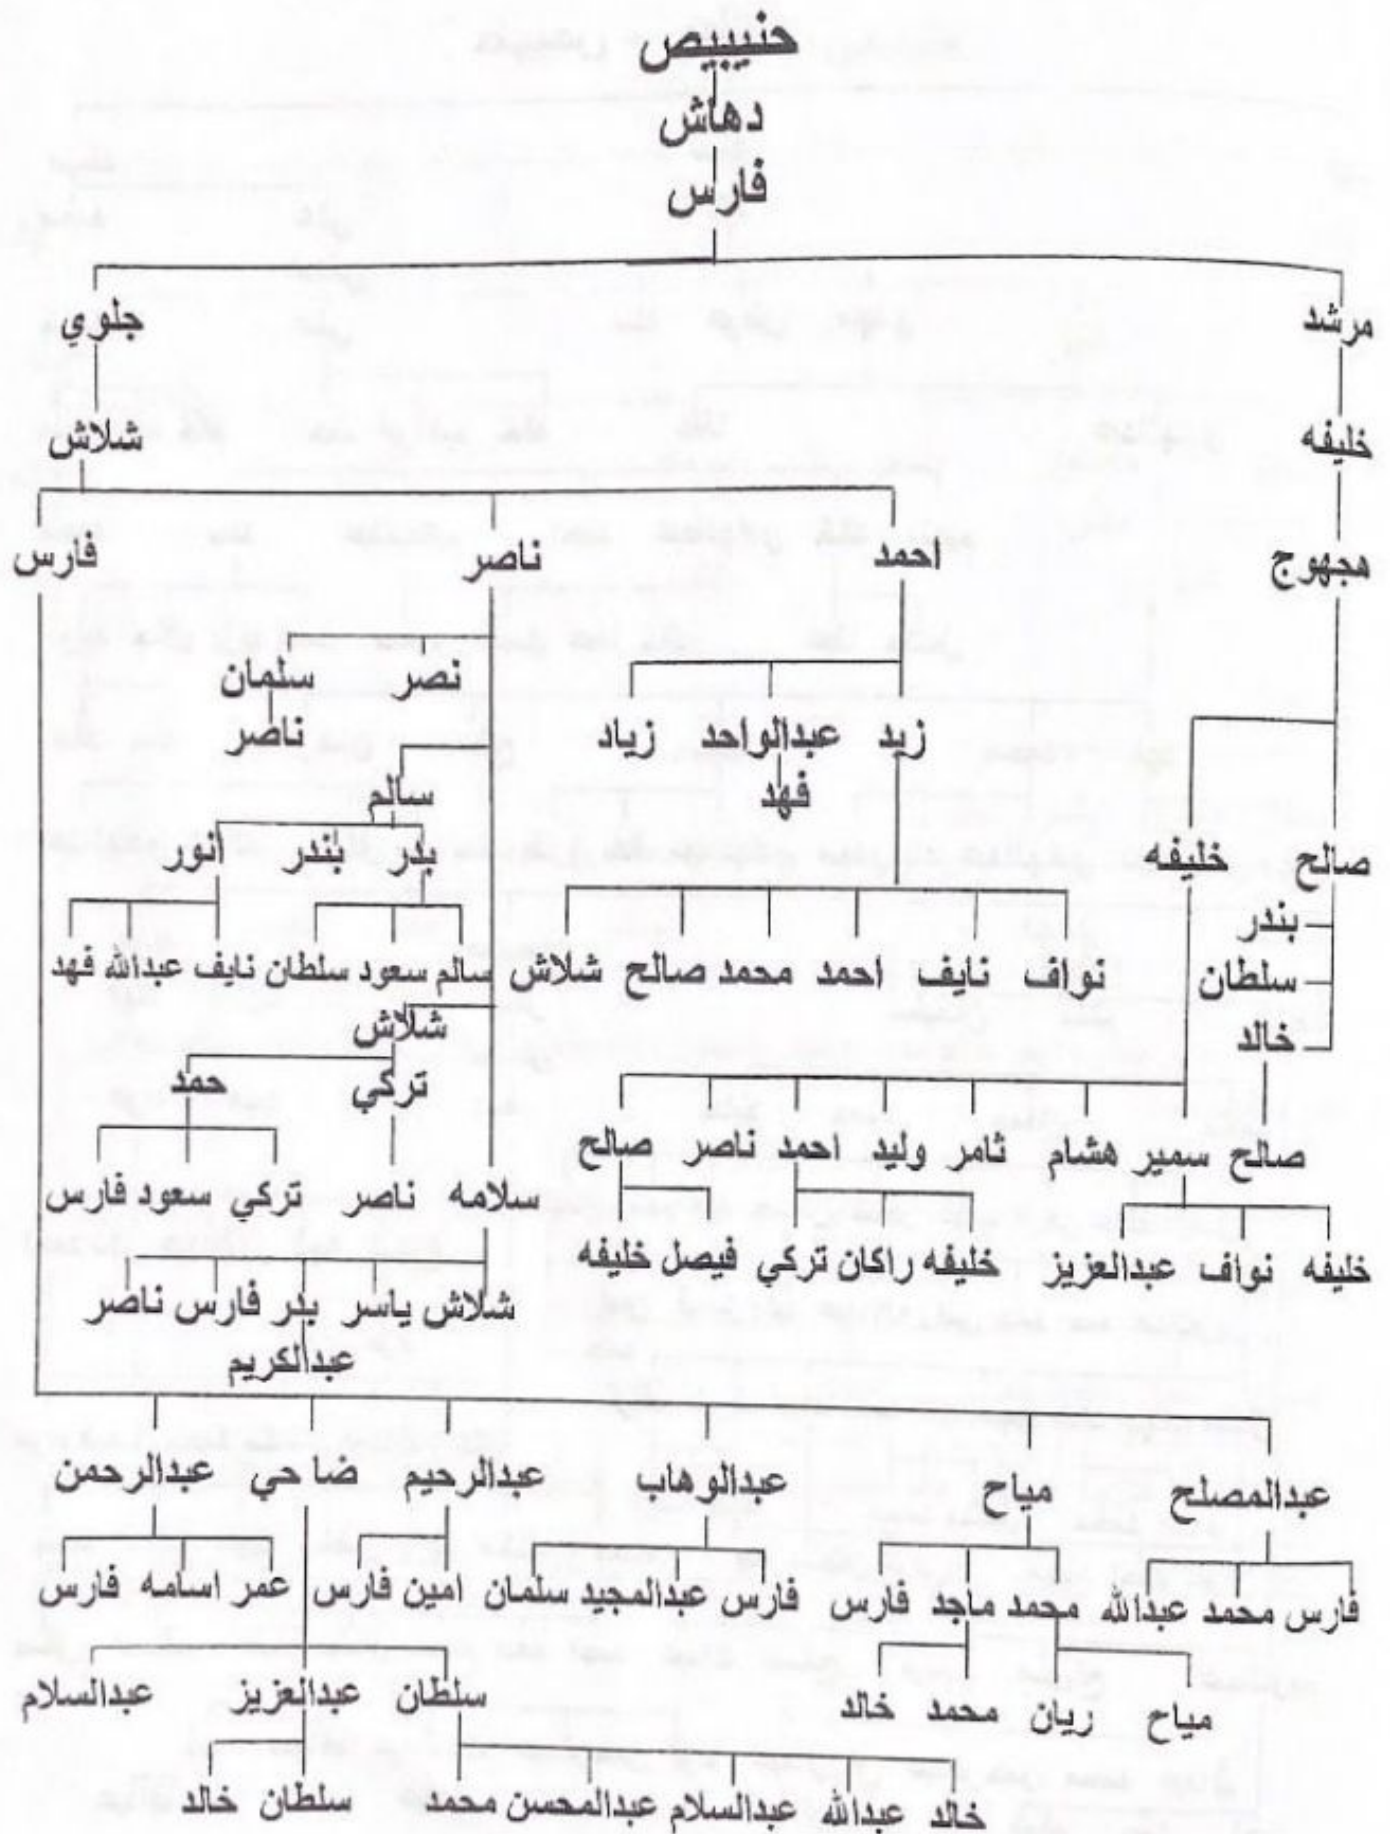 حنيبيص
دهاش
فارس
مرشد جلوي
خليفه شلاش
مجهوج احمد ناصر فارس
نصر سلمان
ناصر
زيد عبدالواحد زياد
فهد سالم
صالح خليفه بدر بندر أنور
بندر
نواف نايف احمد محمد صالح شلاش سالم سعود سلطان نايف عبدالله فهد
سلطان
خالد شلاش
تركي حمد
صالح سمير هشام ثامر وليد احمد ناصر صالح
سلامه ناصر تركي سعود فارس
خليفه نواف عبدالعزيز خليفه راكان تركي فيصل خليفه
شلاش ياسر بدر فارس ناصر
عبدالكريم
عبدالمصلح مياح عبدالوهاب عبدالرحيم ضاحي عبدالرحمن
فارس محمد عبدالله محمد ماجد فارس فارس عبدالمجيد سلمان امين فارس عمر اسامه فارس
مياح ريان محمد خالد سلطان عبدالعزيز عبدالسلام
خالد عبدالله عبدالسلام عبدالمحسن محمد سلطان خالد